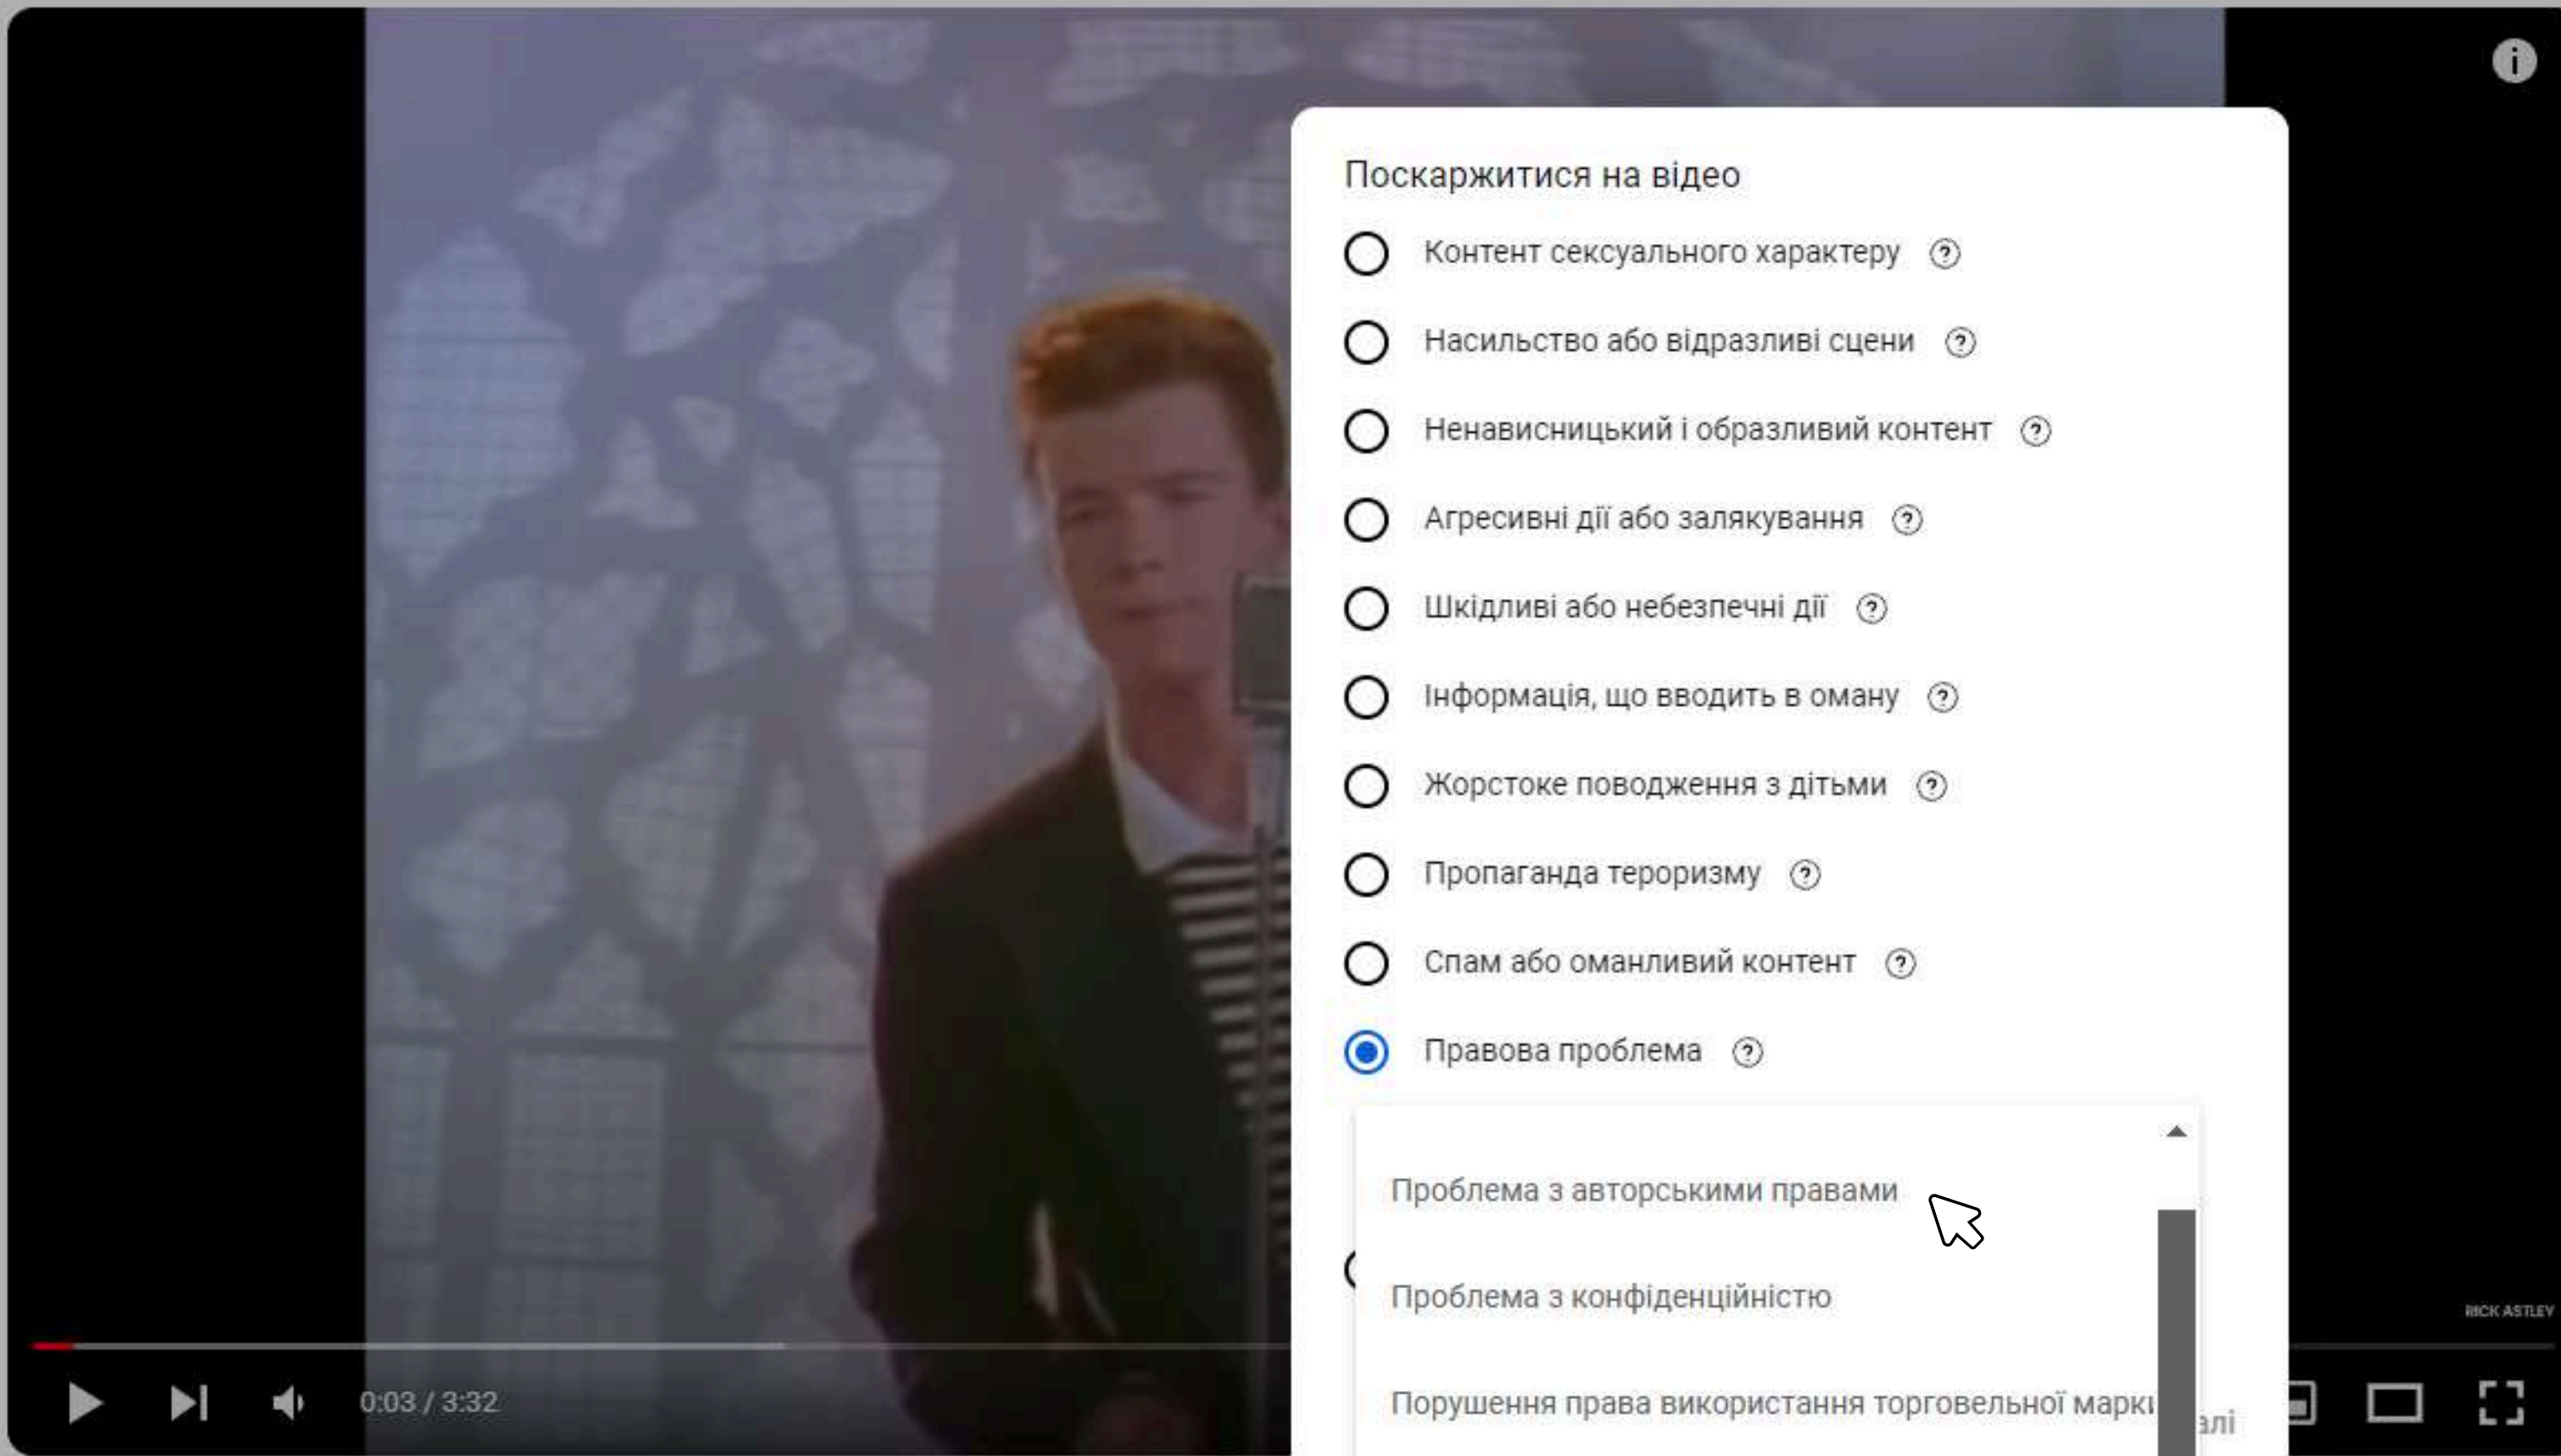 Поскаржитися на відео
Контент сексуального характеру
Насильство або відразливі сцени
Ненависницький і образливий контент
Агресивні дії або залякування
Шкідливі або небезпечні дії
Інформація, що вводить в оману
Жорстоке поводження з дітьми
Пропаганда тероризму
Спам або оманливий контент
Правова проблема
Проблема з авторськими правами
Проблема з конфіденційністю
RICK ASTLEY
0:03 / 3:32
Порушення права використання торговельної марки